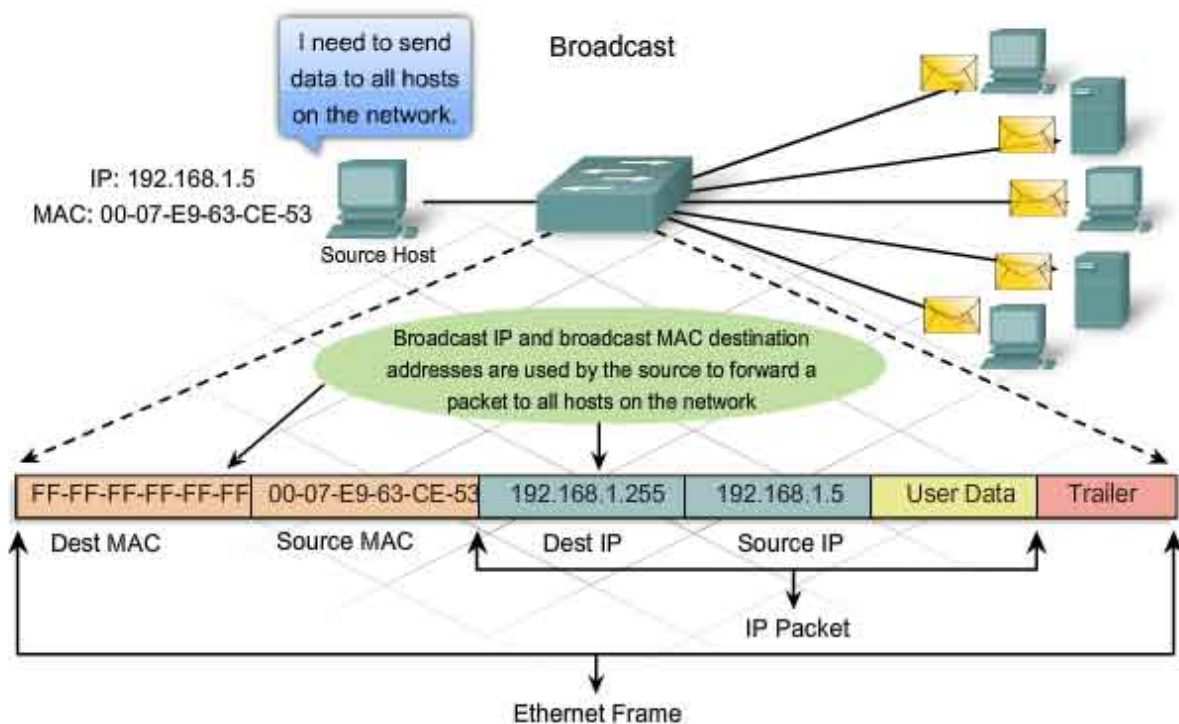 Broadcast
I need to send
data to all hosts
on the network.
IP: 192.168.1.5
MAC: 00-07-E9-63-CE-53
Source Host
Broadcast IP and broadcast MAC destination
addresses are used by the source to forward a
packet to all hosts on the network
FF-FF-FF-FF-FF-FF 00-07-E9-63-CE-53 192.168.1.255 192.168.1.5 User Data Trailer
Dest MAC Source MAC Dest IP Source IP
IP Packet
Ethernet Frame